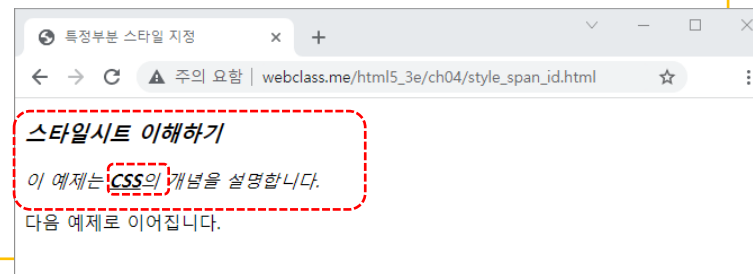 특정부분 스타일 지정
주의 요함 | webclass.me/html5_3e/ch04/style_span_id.html
스타일시트 이해하기
이 예제는 CSS의 개념을 설명합니다.
다음 예제로 이어집니다.